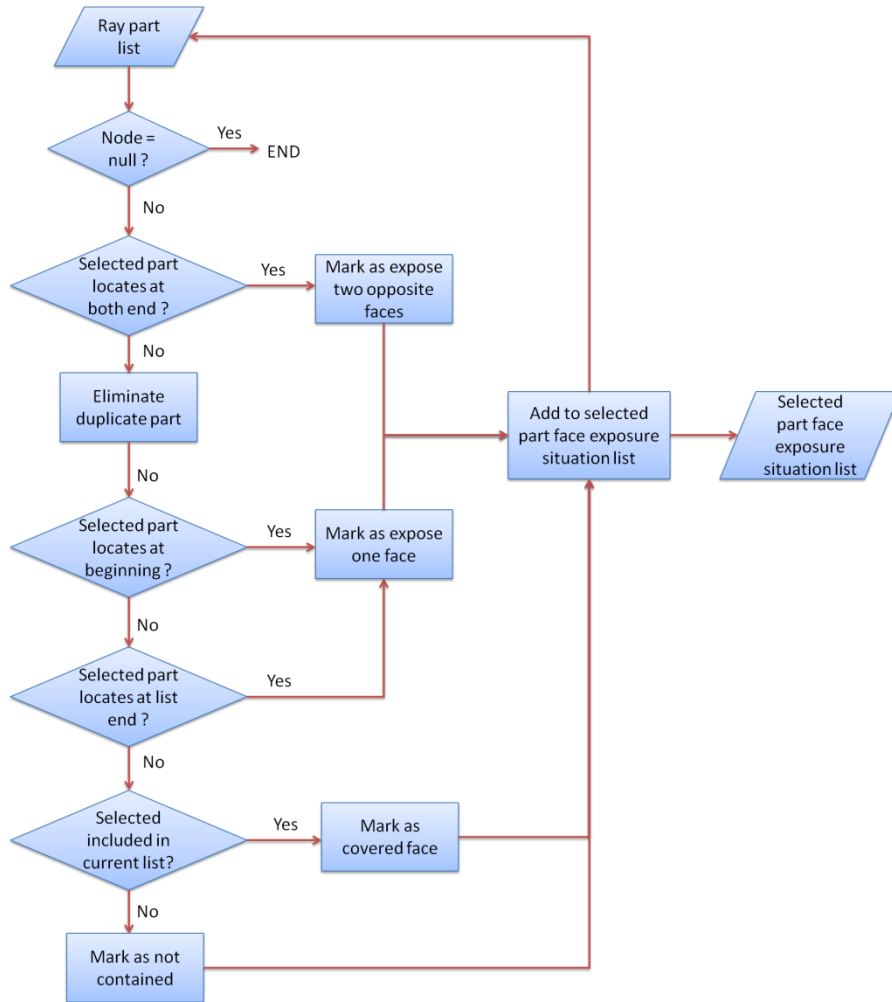 Ray part
list
Node =
null ?
Yes
END
No
Selected part
locates at
both end ?
Yes
Mark as expose
two opposite
faces
No
Eliminate
duplicate part
Add to selected
part face exposure
situation list
Selected
part face
exposure
situation list
No
Selected part
locates at
beginning ?
Yes
Mark as expose
one face
No
Selected part
locates at list
end ?
Yes
No
Selected
included in
current list?
Yes
Mark as
covered face
No
Mark as not
contained